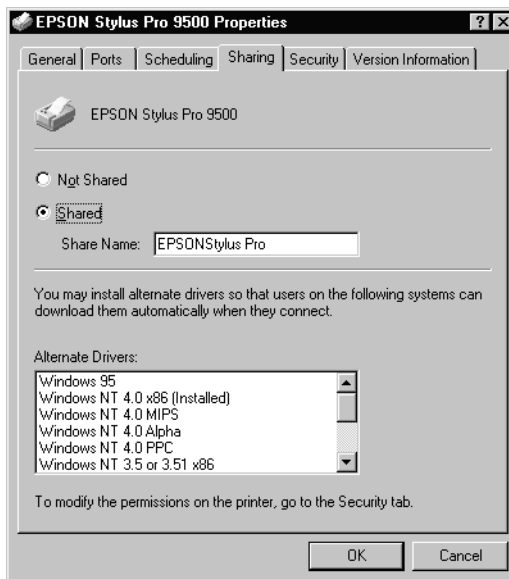 EPSON Stylus Pro 9500 Properties
General Ports Scheduling Sharing Security Version Information
EPSON Stylus Pro 9500
Not Shared
Shared
Share Name: EPSONStylus Pro
You may install alternate drivers so that users on the following systems can
download them automatically when they connect.
Alternate Drivers:
Windows 95
Windows NT 4.0 x86 (Installed)
Windows NT 4.0 MIPS
Windows NT 4.0 Alpha
Windows NT 4.0 PPC
Windows NT 3.5 or 3.51 x86
To modify the permissions on the printer, go to the Security tab.
OK Cancel